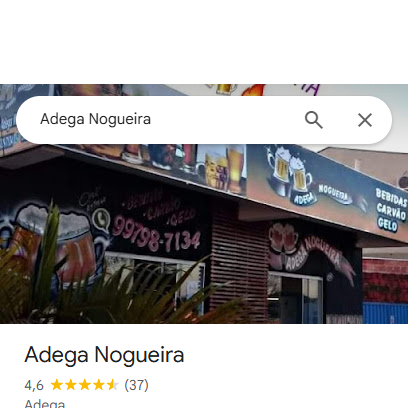 Adega Nogueira
BEBIDAS
CARVÃO
GELO
ADEGA
NOGUEIRA
CARVÃO
GELO
99798-7134
ADEGA NOGUEIRA
Adega Nogueira
4,6 (37)
Adega